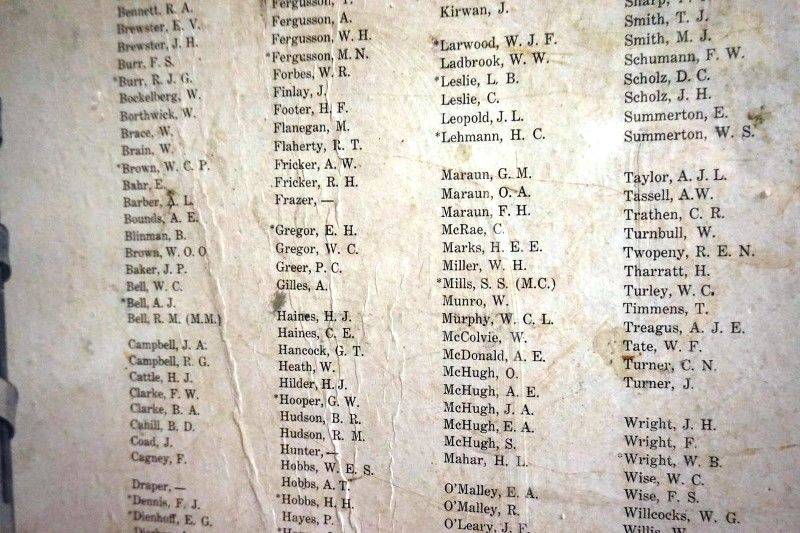 Bennett, R. A.
Brewster, E. V.
Brewster, J. H.
Burr, F. S.
*Burr, R. J. G.
Bockelberg, W.
Borthwick, W.
Brace, W.
Brain, W.
*Brown, W. C. P.
Bahr, E.
Barber, A. L.
Bounds, A. E.
Blinman, B.
Brown, W. O. O
Baker, J. P.
Bell, W. C.
*Bell, A. J.
Bell, R. M. (M.M.)
Campbell, J. A.
Campbell, R. G.
Cattle, H. J.
Clarke, F. W.
Clarke, B. A.
Cahill, B. D.
Coad, J.
Cagney, F.
Draper, —
*Dennis, F. J.
*Dienhoff, E. G.
Fergusson,
Fergusson, A.
Fergusson, W. H.
*Fergusson, M. N.
Forbes, W. R.
Finlay, J.
Footer, H. F.
Flanegan, M.
Flaherty, R. T.
Fricker, A. W.
Fricker, R. H.
Frazer, —
*Gregor, E. H.
Gregor, W. C.
Greer, P. C.
Gilles, A.
Haines, H. J.
Haines, C. E.
Hancock, G. T.
Heath, W.
Hilder, H. J.
*Hooper, G. W.
Hudson, B. R.
Hudson, R. M.
Hunter, —
Hobbs, W. E. S.
Hobbs, A. T.
*Hobbs, H. H.
Hayes, P.
Kirwan, J.
*Larwood, W. J. F.
Ladbrook, W. W.
*Leslie, L. B.
Leslie, C.
Leopold, J. L.
*Lehmann, H. C.
Maraun, G. M.
Maraun, O. A.
Maraun, F. H.
McRae, C.
Marks, H. E. E.
Miller, W. H.
*Mills, S. S. (M.C.)
Munro, W.
Murphy, W. C. L.
McColvie, W.
McDonald, A. E.
McHugh, O.
McHugh, A. E.
McHugh, J. A.
McHugh, E. A.
McHugh, S.
Mahar, H. L.
O'Malley, E. A.
O'Malley, R.
O'Leary, J. F.
Sharp,
Smith, T. J.
Smith, M. J.
Schumann, F. W.
Scholz, D. C.
Scholz, J. H.
Summerton, E.
Summerton, W. S.
Taylor, A. J. L.
Tassell, A.W.
Trathen, C. R.
Turnbull, W.
Twopeny, R. E. N.
Tharratt, H.
Turley, W. C.
Timmens, T.
Treagus, A. J. E.
Tate, W. F.
Turner, C. N.
Turner, J.
Wright, J. H.
Wright, F.
*Wright, W. B.
Wise, W. C.
Wise, F. S.
Willcocks, W. G.
Willis, W.